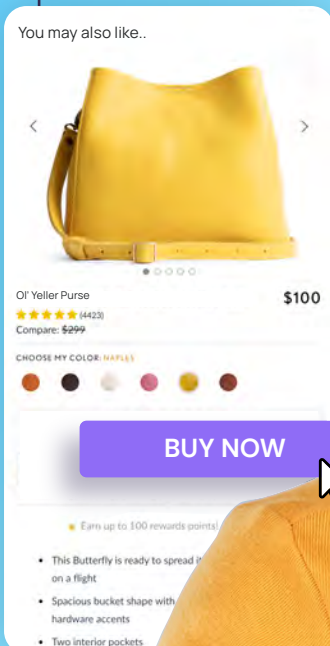 You may also like..
Ol' Yeller Purse
$100
(4423)
Compare: $299
CHOOSE MY COLOR: NAPLES
BUY NOW
Earn up to 100 rewards points!
This Butterfly is ready to spread
on a flight
Spacious bucket shape with
hardware accents
Two interior pockets